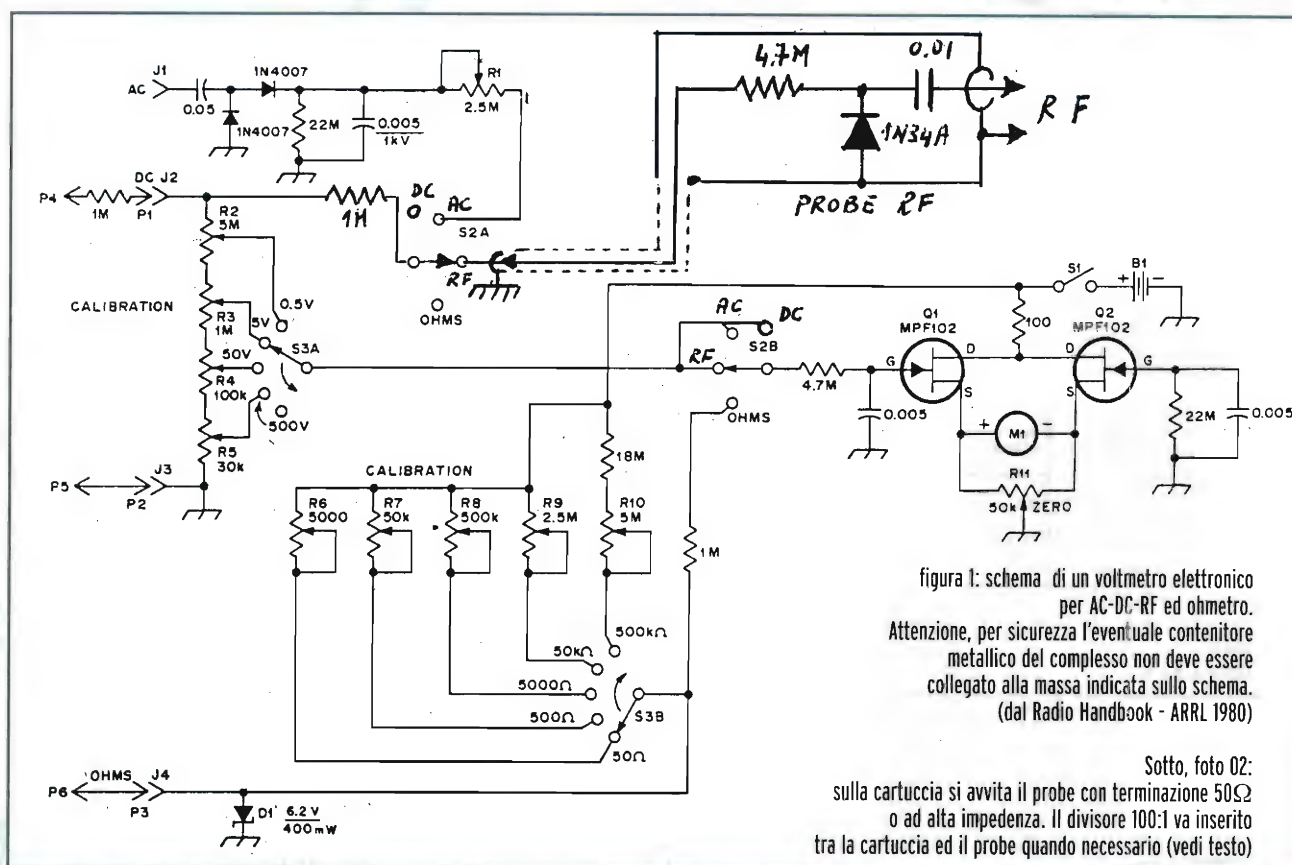 J1
AC
0.05
1N4007
1N4007
22M
0.005
1kV
R1
2.5M
4.7M
0.01
1N34A
RF
PROBE RF
P4
1M
DC J2
P1
1M
DC
AC
S2A
RF
OHMS
R2
5M
CALIBRATION
R3
1M
0.5V
5V
50V
S3A
R4
100k
500V
R5
30k
P5
J3
P2
AC
DC
S2B
RF
OHMS
4.7M
0.005
Q1
MPF102
G
D
S
100
S1
+ B1 -
Q2
MPF102
D
G
S
22M
0.005
+ M1 -
R11
50k ZERO
CALIBRATION
18M
R6
5000
R7
50k
R8
500k
R9
2.5M
R10
5M
1M
500kΩ
50kΩ
5000Ω
500Ω
50Ω
S3B
P6
OHMS
J4
P3
D1
6.2 V
400mW
figura 1: schema di un voltmetro elettronico
per AC-DC-RF ed ohmetro.
Attenzione, per sicurezza l'eventuale contenitore
metallico del complesso non deve essere
collegato alla massa indicata sullo schema.
(dal Radio Handbook - ARRL 1980)
Sotto, foto 02:
sulla cartuccia si avvita il probe con terminazione 50Ω
o ad alta impedenza. Il divisore 100:1 va inserito
tra la cartuccia ed il probe quando necessario (vedi testo)